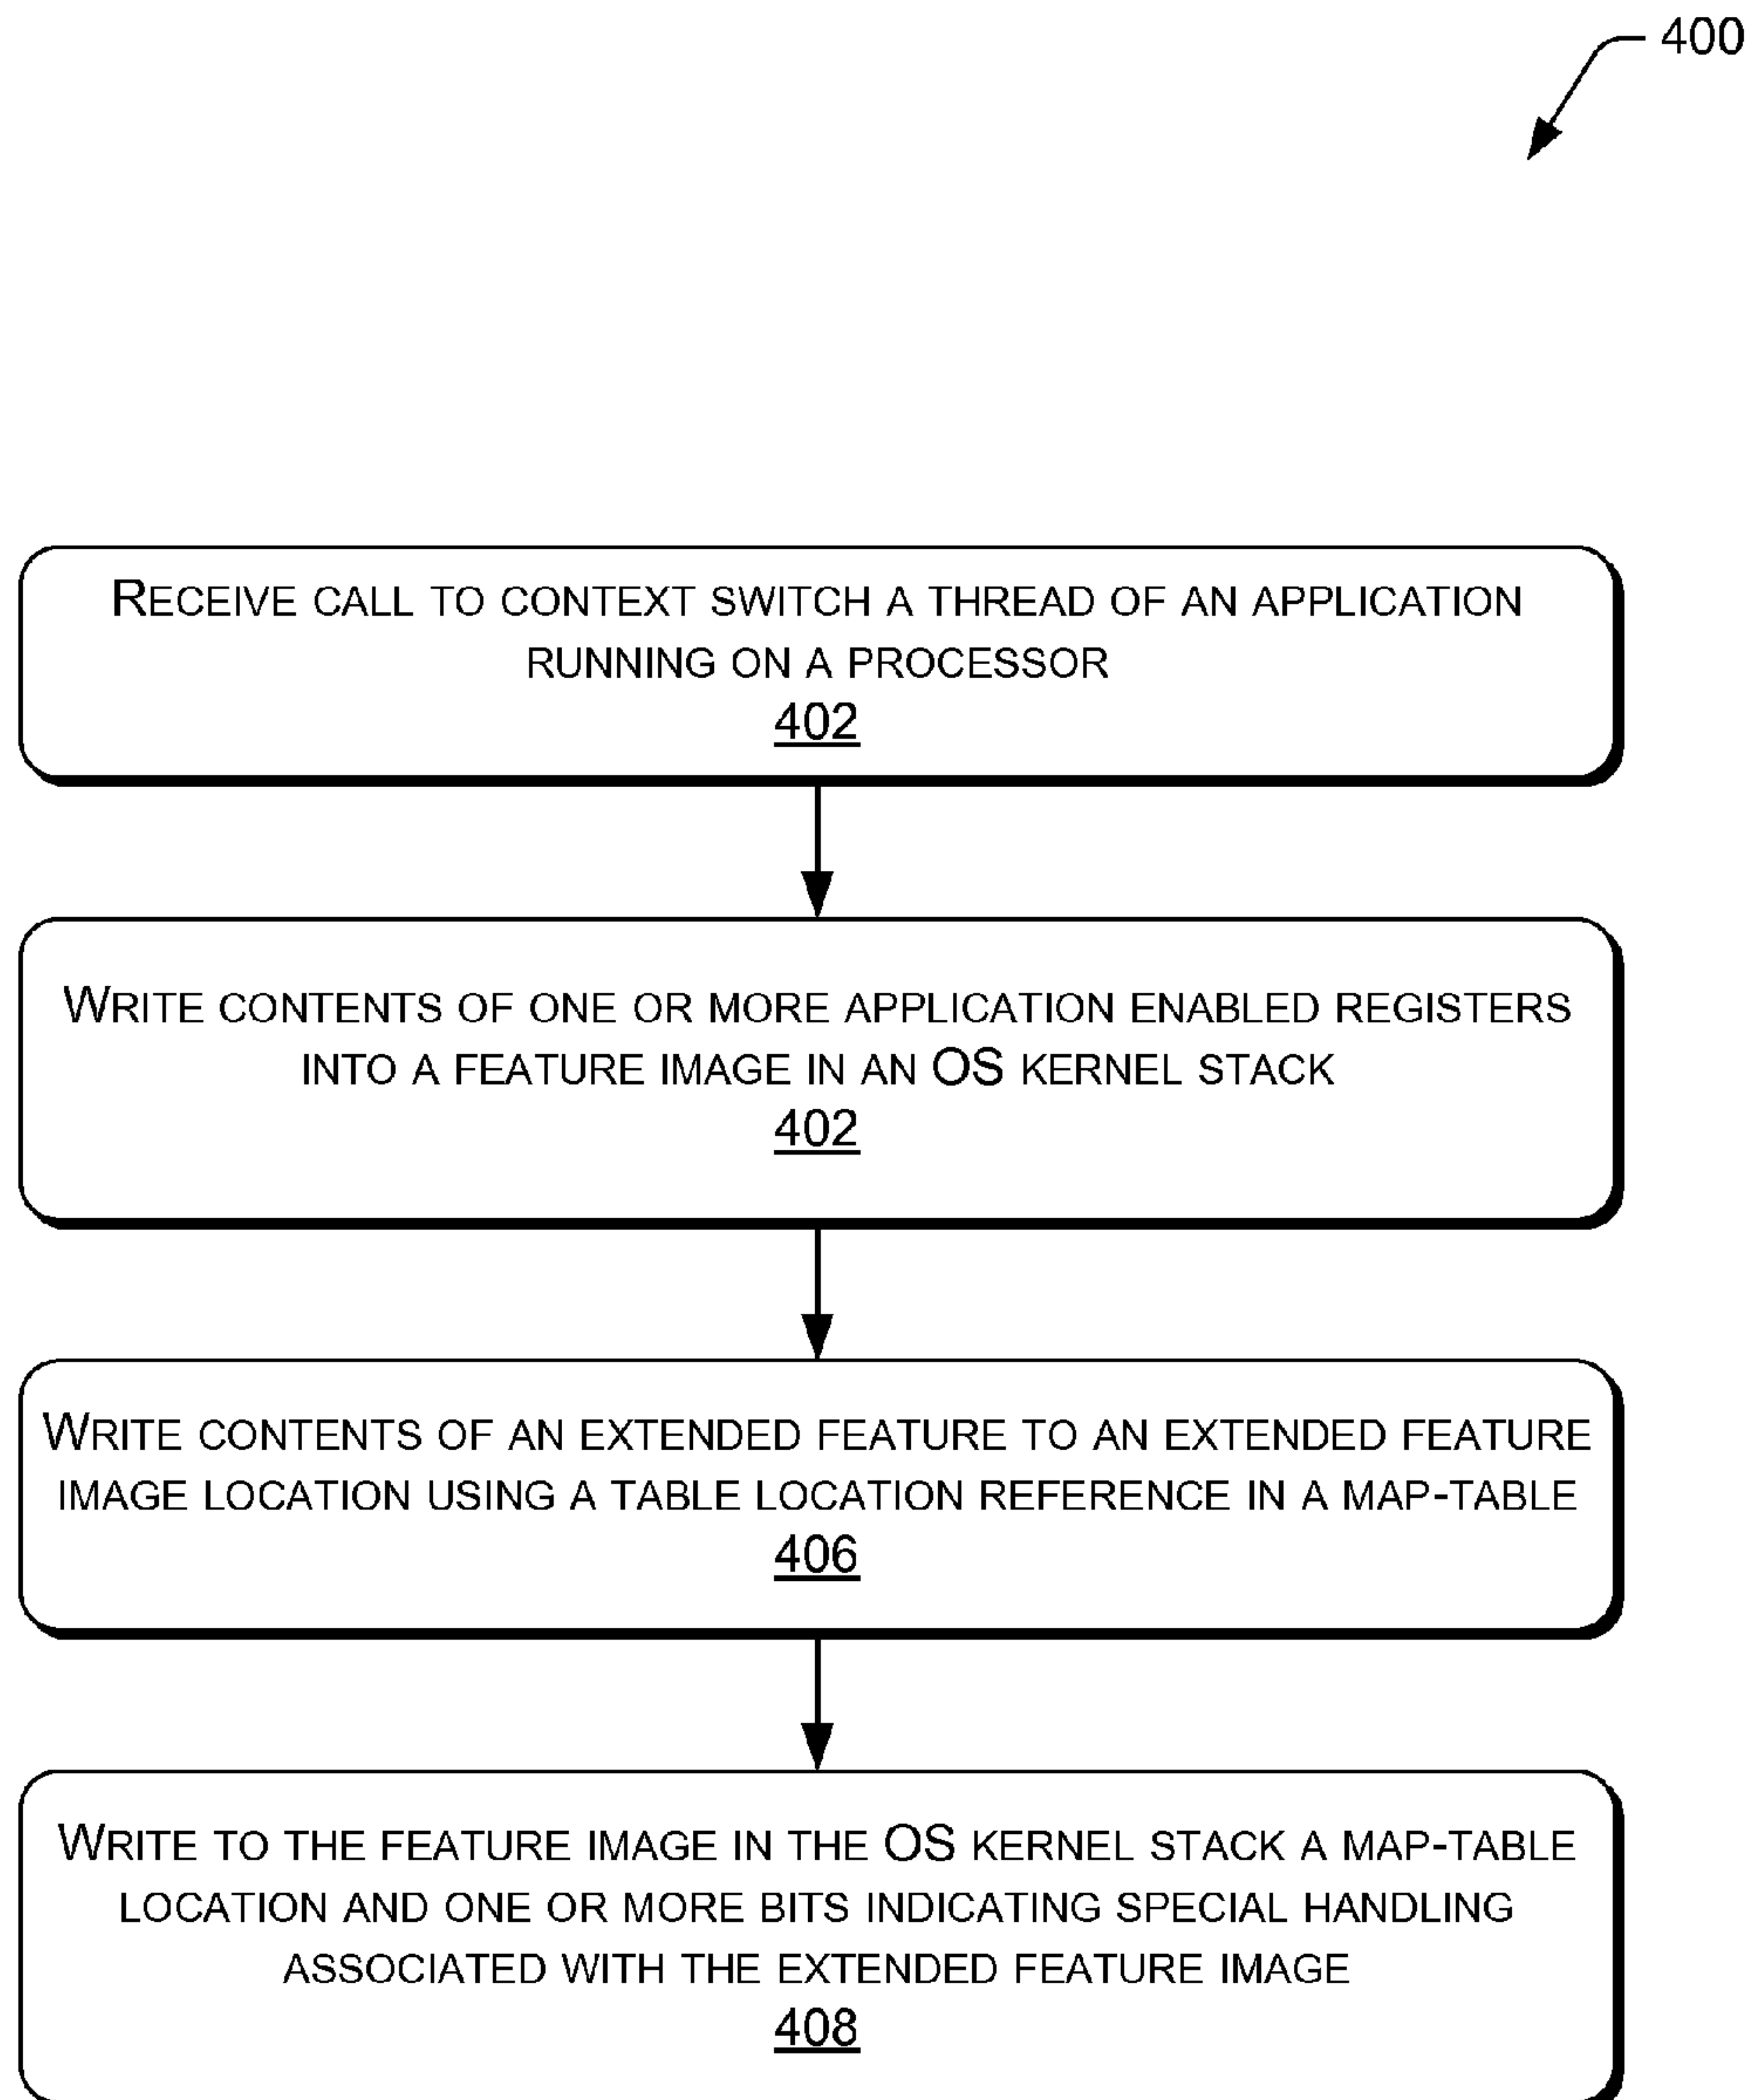 400
RECEIVE CALL TO CONTEXT SWITCH A THREAD OF AN APPLICATION
RUNNING ON A PROCESSOR
402
WRITE CONTENTS OF ONE OR MORE APPLICATION ENABLED REGISTERS
INTO A FEATURE IMAGE IN AN OS KERNEL STACK
402
WRITE CONTENTS OF AN EXTENDED FEATURE TO AN EXTENDED FEATURE
IMAGE LOCATION USING A TABLE LOCATION REFERENCE IN A MAP-TABLE
406
WRITE TO THE FEATURE IMAGE IN THE OS KERNEL STACK A MAP-TABLE
LOCATION AND ONE OR MORE BITS INDICATING SPECIAL HANDLING
ASSOCIATED WITH THE EXTENDED FEATURE IMAGE
408